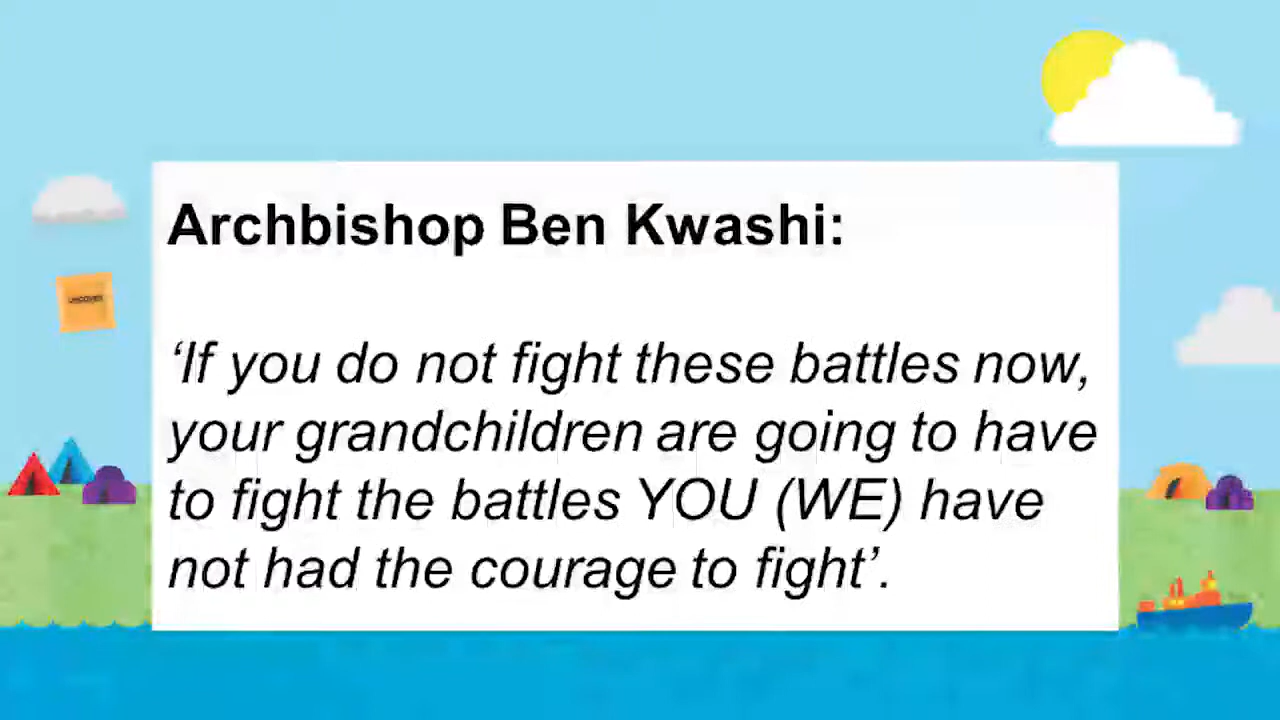 Archbishop Ben Kwashi:
‘If you do not fight these battles now,
your grandchildren are going to have
to fight the battles YOU (WE) have
not had the courage to fight’.
UNCOVER